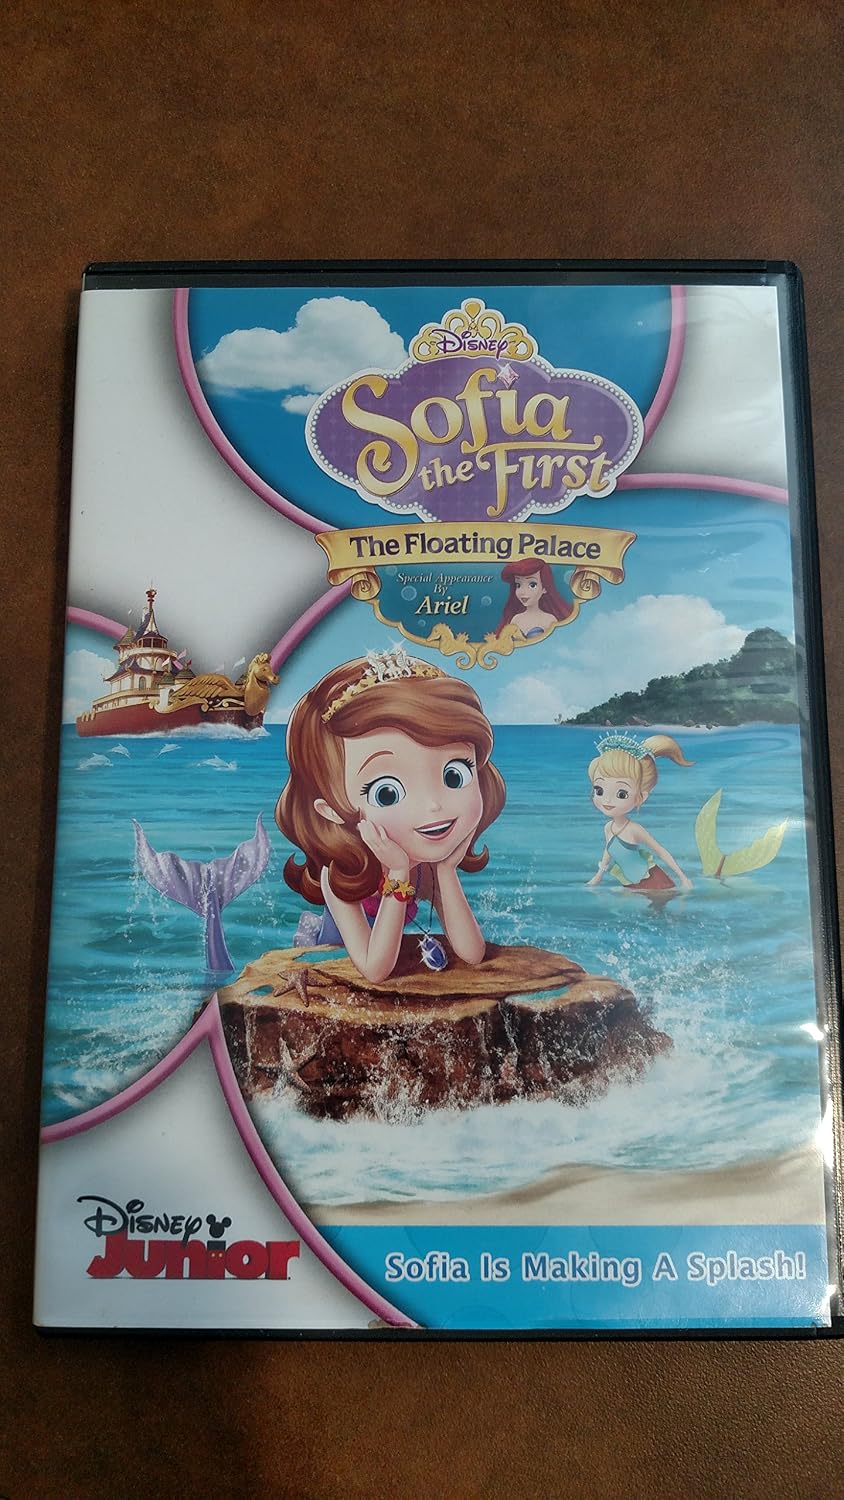 Disney
Sofia
the First
The Floating Palace
Special Appearance
By
Ariel
Disney
Junior
Sofia Is Making A Splash!